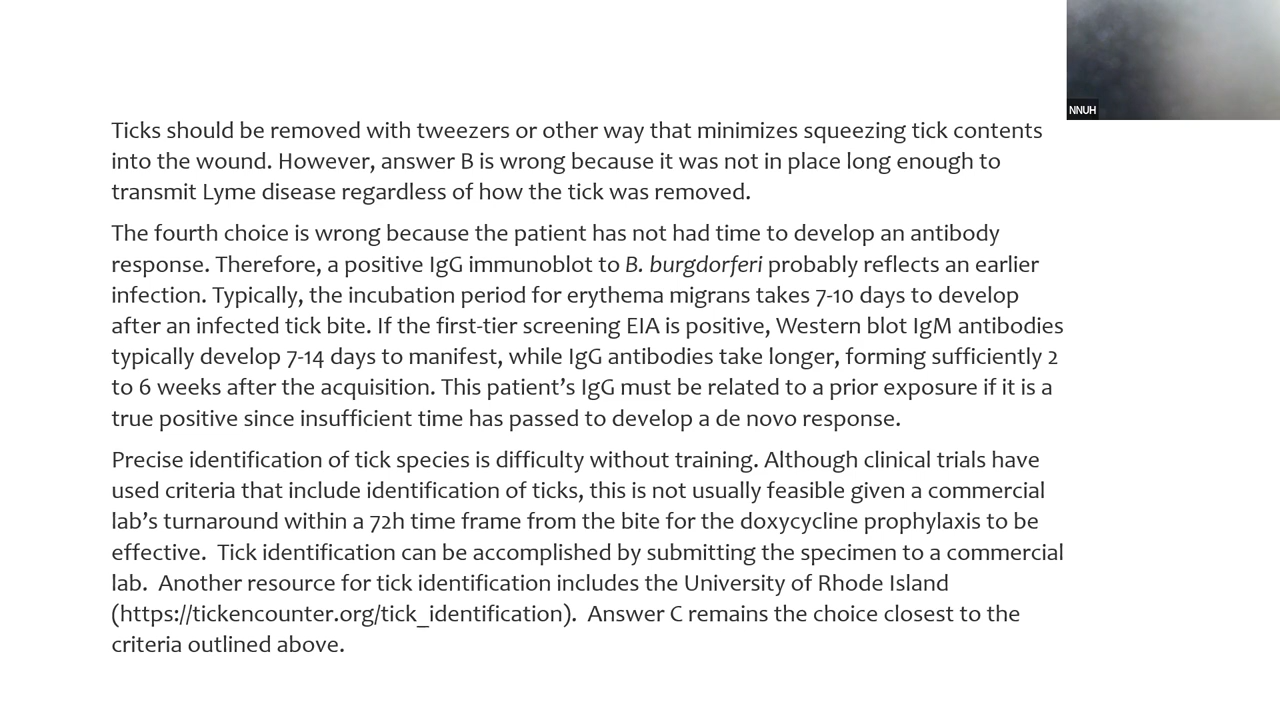 NNUH
Ticks should be removed with tweezers or other way that minimizes squeezing tick contents
into the wound. However, answer B is wrong because it was not in place long enough to
transmit Lyme disease regardless of how the tick was removed.
The fourth choice is wrong because the patient has not had time to develop an antibody
response. Therefore, a positive IgG immunoblot to B. burgdorferi probably reflects an earlier
infection. Typically, the incubation period for erythema migrans takes 7-10 days to develop
after an infected tick bite. If the first-tier screening EIA is positive, Western blot IgM antibodies
typically develop 7-14 days to manifest, while IgG antibodies take longer, forming sufficiently 2
to 6 weeks after the acquisition. This patient’s IgG must be related to a prior exposure if it is a
true positive since insufficient time has passed to develop a de novo response.
Precise identification of tick species is difficulty without training. Although clinical trials have
used criteria that include identification of ticks, this is not usually feasible given a commercial
lab’s turnaround within a 72h time frame from the bite for the doxycycline prophylaxis to be
effective.  Tick identification can be accomplished by submitting the specimen to a commercial
lab.  Another resource for tick identification includes the University of Rhode Island
(https://tickencounter.org/tick_identification).  Answer C remains the choice closest to the
criteria outlined above.